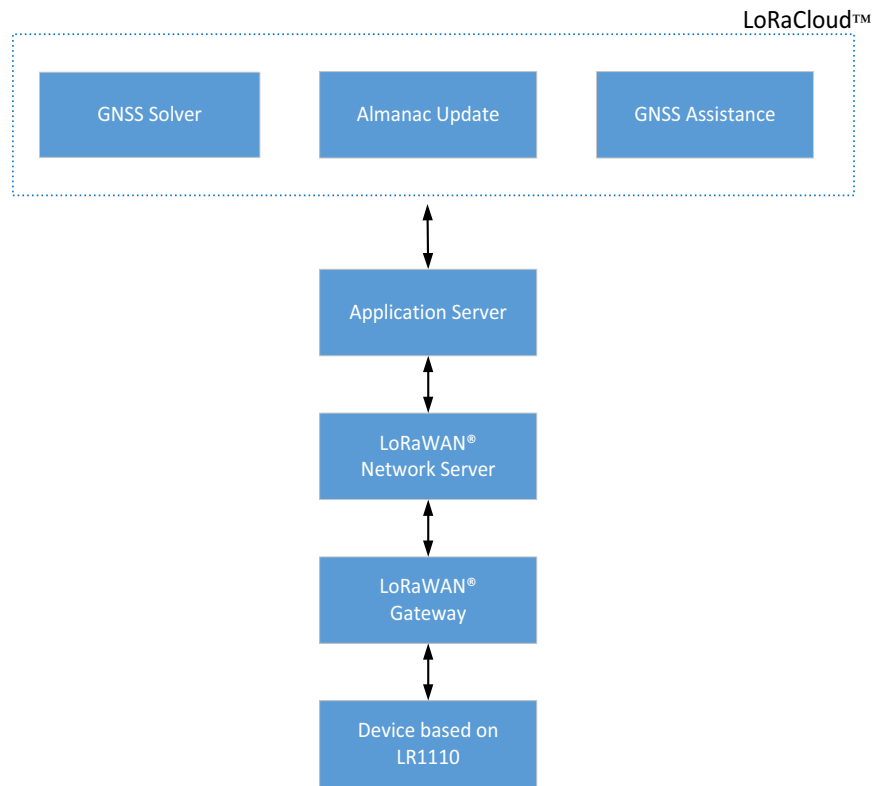 LoRaCloud™
GNSS Solver
Almanac Update
GNSS Assistance
Application Server
LoRaWAN®
Network Server
LoRaWAN®
Gateway
Device based on
LR1110